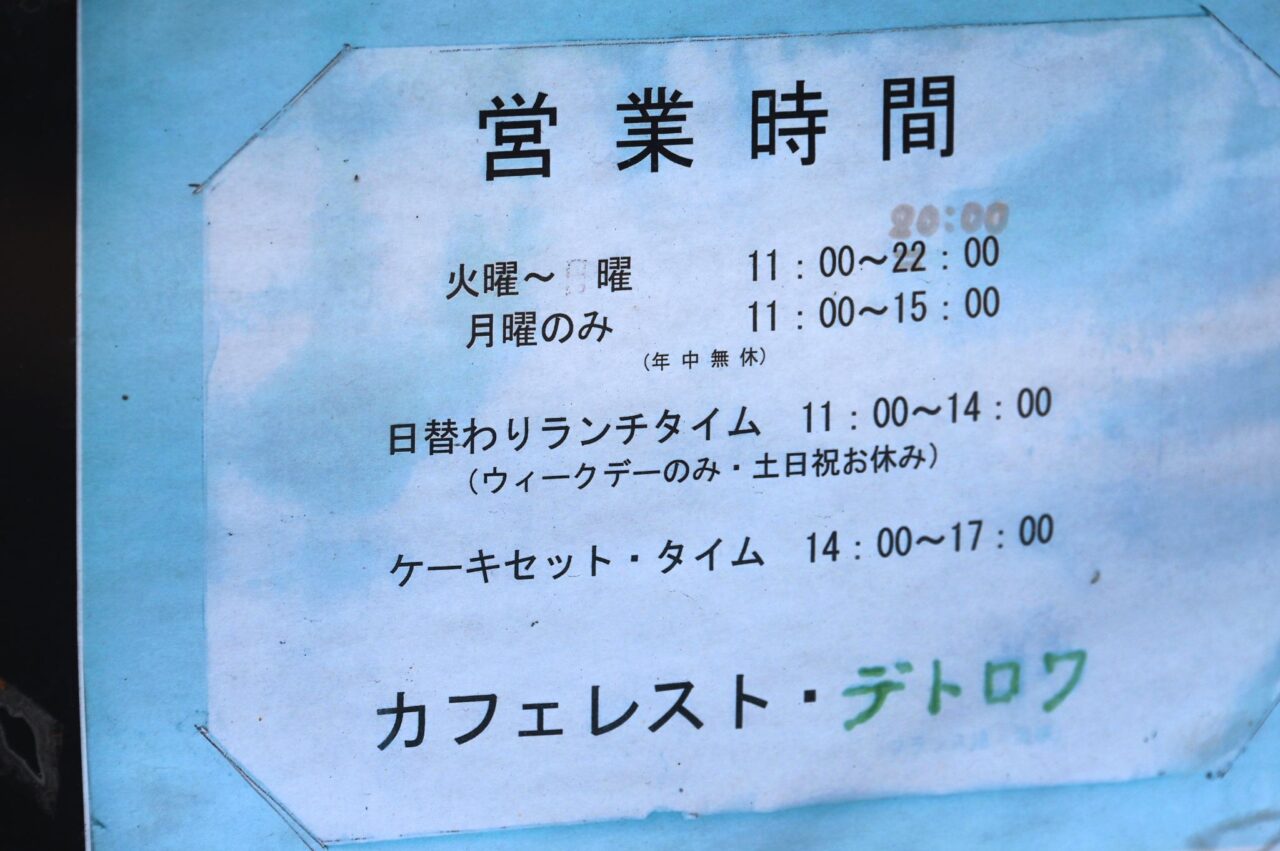 営業時間
20:00
火曜～日曜 11：00～22：00
月曜のみ 11：00～15：00
(年中無休)
日替わりランチタイム 11：00～14：00
(ウィークデーのみ・土日祝お休み)
ケーキセット・タイム 14：00～17：00
カフェレスト・デトロワ